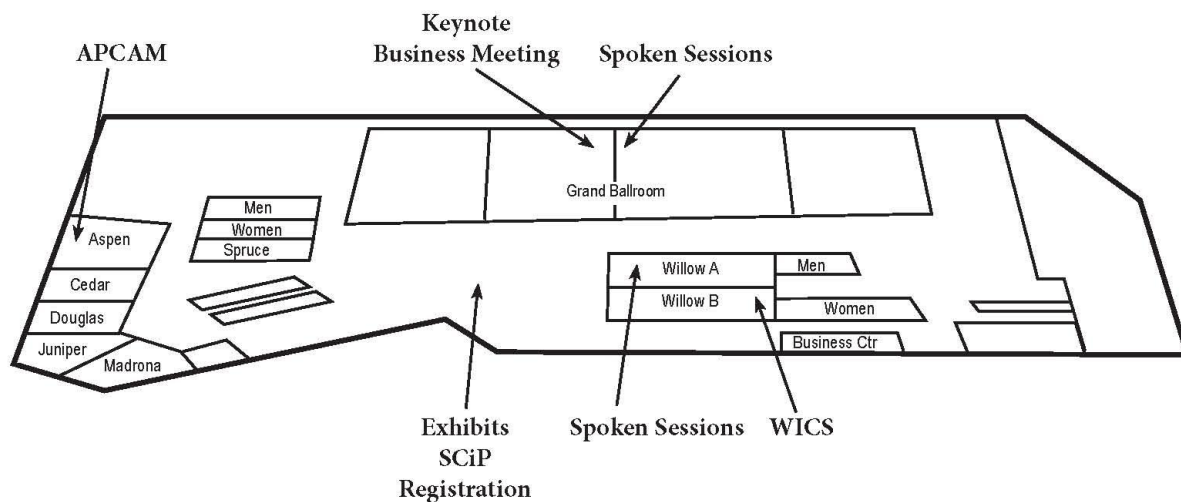 Keynote
Business Meeting
APCAM
Spoken Sessions
Grand Ballroom
Men
Women
Spruce
Aspen
Cedar
Douglas
Juniper
Madrona
Willow A
Men
Willow B
Women
Business Ctr
Exhibits
SCiP
Registration
Spoken Sessions
WICS